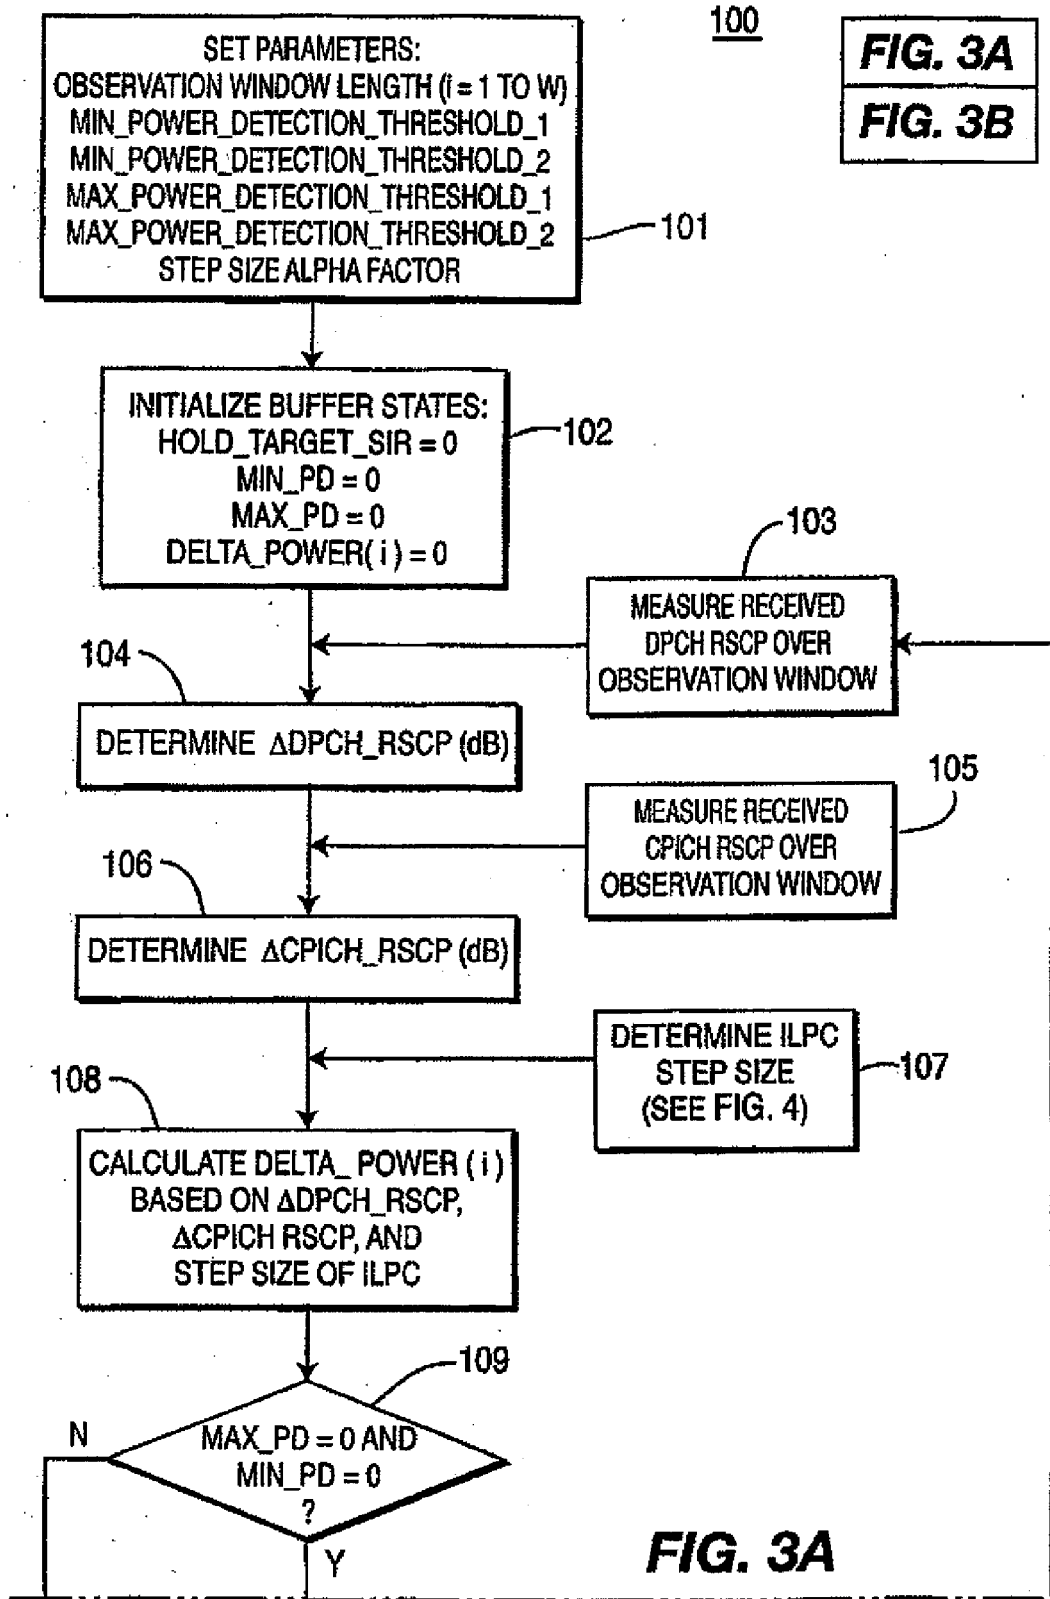 100
FIG. 3A
FIG. 3B
SET PARAMETERS:
OBSERVATION WINDOW LENGTH (i = 1 TO W)
MIN_POWER_DETECTION_THRESHOLD_1
MIN_POWER_DETECTION_THRESHOLD_2
MAX_POWER_DETECTION_THRESHOLD_1
MAX_POWER_DETECTION_THRESHOLD_2
STEP SIZE ALPHA FACTOR
101
INITIALIZE BUFFER STATES:
HOLD_TARGET_SIR = 0
MIN_PD = 0
MAX_PD = 0
DELTA_POWER( i ) = 0
102
103
MEASURE RECEIVED
DPCH RSCP OVER
OBSERVATION WINDOW
104
DETERMINE ΔDPCH_RSCP (dB)
105
MEASURE RECEIVED
CPICH RSCP OVER
OBSERVATION WINDOW
106
DETERMINE ΔCPICH_RSCP (dB)
DETERMINE ILPC
STEP SIZE
(SEE FIG. 4)
107
108
CALCULATE DELTA_ POWER ( i )
BASED ON ΔDPCH_RSCP,
ΔCPICH RSCP, AND
STEP SIZE OF ILPC
109
MAX_PD = 0 AND
MIN_PD = 0
?
N
Y
FIG. 3A